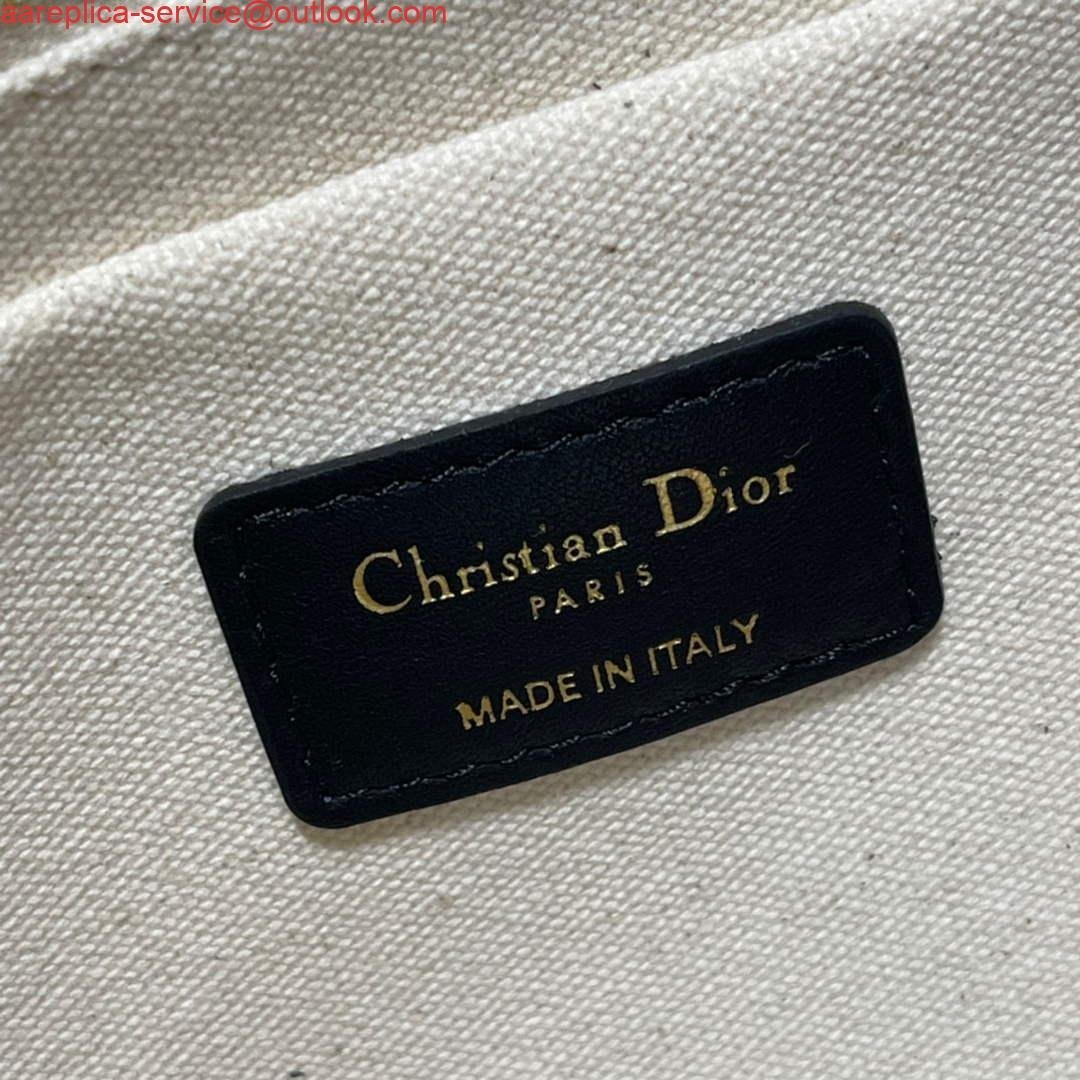 aareplica-service@outlook.com
Christian Dior
PARIS
MADE IN ITALY